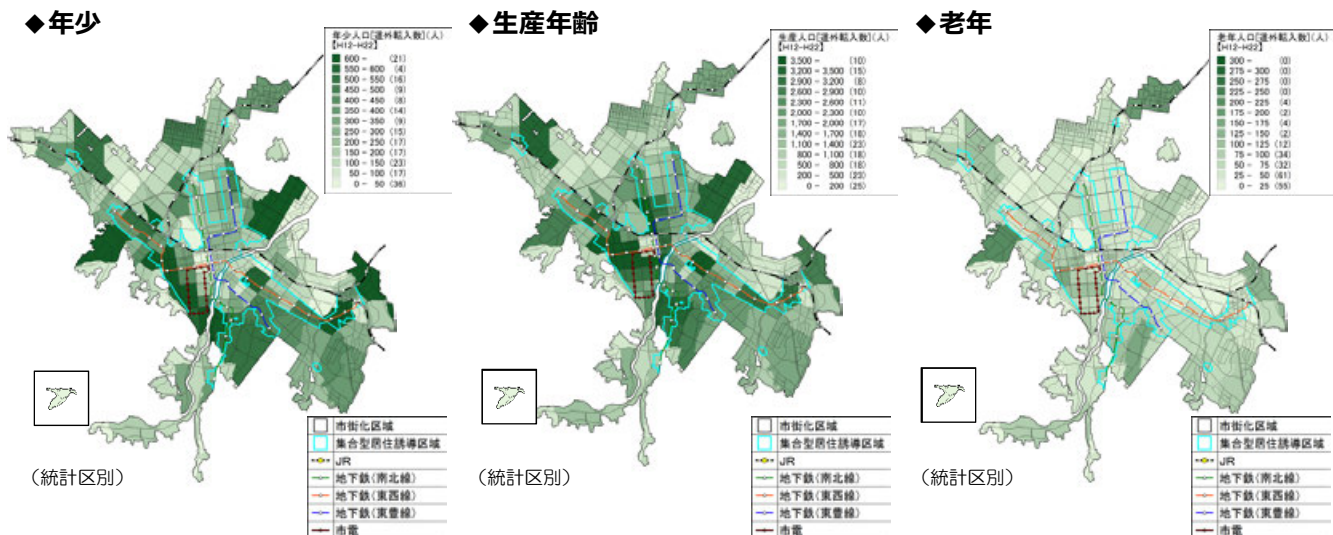 ◆年少
年少人口[道外転入数](人)
【H12-H22】
600 - (21)
550 - 600 (4)
500 - 550 (16)
450 - 500 (9)
400 - 450 (8)
350 - 400 (14)
300 - 350 (9)
250 - 300 (15)
200 - 250 (17)
150 - 200 (17)
100 - 150 (23)
50 - 100 (17)
0 - 50 (36)
(統計区別)
市街化区域
集合型居住誘導区域
JR
地下鉄(南北線)
地下鉄(東西線)
地下鉄(東豊線)
市電
◆生産年齢
生産年齢人口[道外転入数](人)
【H12-H22】
3,500 - (10)
3,200 - 3,500 (15)
2,900 - 3,200 (8)
2,600 - 2,900 (10)
2,300 - 2,600 (11)
2,000 - 2,300 (10)
1,700 - 2,000 (17)
1,400 - 1,700 (18)
1,100 - 1,400 (23)
800 - 1,100 (18)
500 - 800 (18)
200 - 500 (23)
0 - 200 (25)
(統計区別)
市街化区域
集合型居住誘導区域
JR
地下鉄(南北線)
地下鉄(東西線)
地下鉄(東豊線)
市電
◆老年
老年人口[道外転入数](人)
【H12-H22】
300 - (0)
275 - 300 (0)
250 - 275 (0)
225 - 250 (0)
200 - 225 (4)
175 - 200 (2)
150 - 175 (4)
125 - 150 (2)
100 - 125 (12)
75 - 100 (34)
50 - 75 (32)
25 - 50 (61)
0 - 25 (55)
(統計区別)
市街化区域
集合型居住誘導区域
JR
地下鉄(南北線)
地下鉄(東西線)
地下鉄(東豊線)
市電